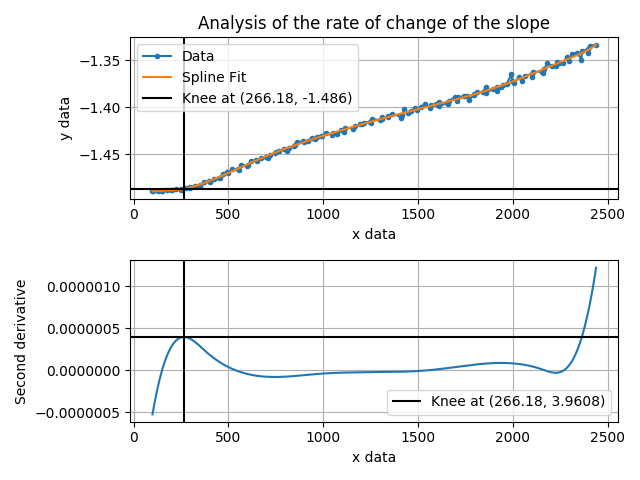 Analysis of the rate of change of the slope
Data
Spline Fit
Knee at (266.18, -1.486)
−1.35
−1.40
−1.45
y data
0
500
1000
1500
2000
2500
x data
0.0000010
0.0000005
0.0000000
−0.0000005
Second derivative
Knee at (266.18, 3.9608)
0
500
1000
1500
2000
2500
x data